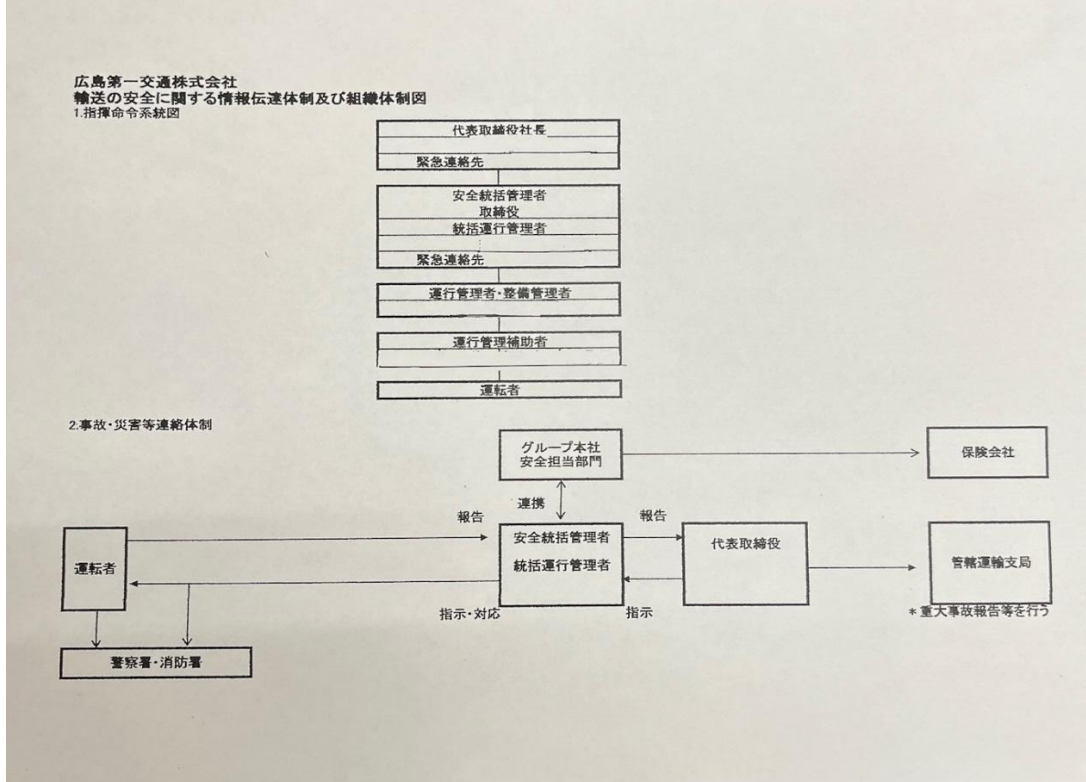 広島第一交通株式会社
輸送の安全に関する情報伝達体制及び組織体制図
1.指揮命令系統図
代表取締役社長
緊急連絡先
安全統括管理者
取締役
統括運行管理者
緊急連絡先
運行管理者・整備管理者
運行管理補助者
運転者
2.事故・災害等連絡体制
グループ本社
安全担当部門
保険会社
連携
報告
報告
運転者
安全統括管理者
統括運行管理者
代表取締役
管轄運輸支局
指示・対応
指示
*重大事故報告等を行う
警察署・消防署